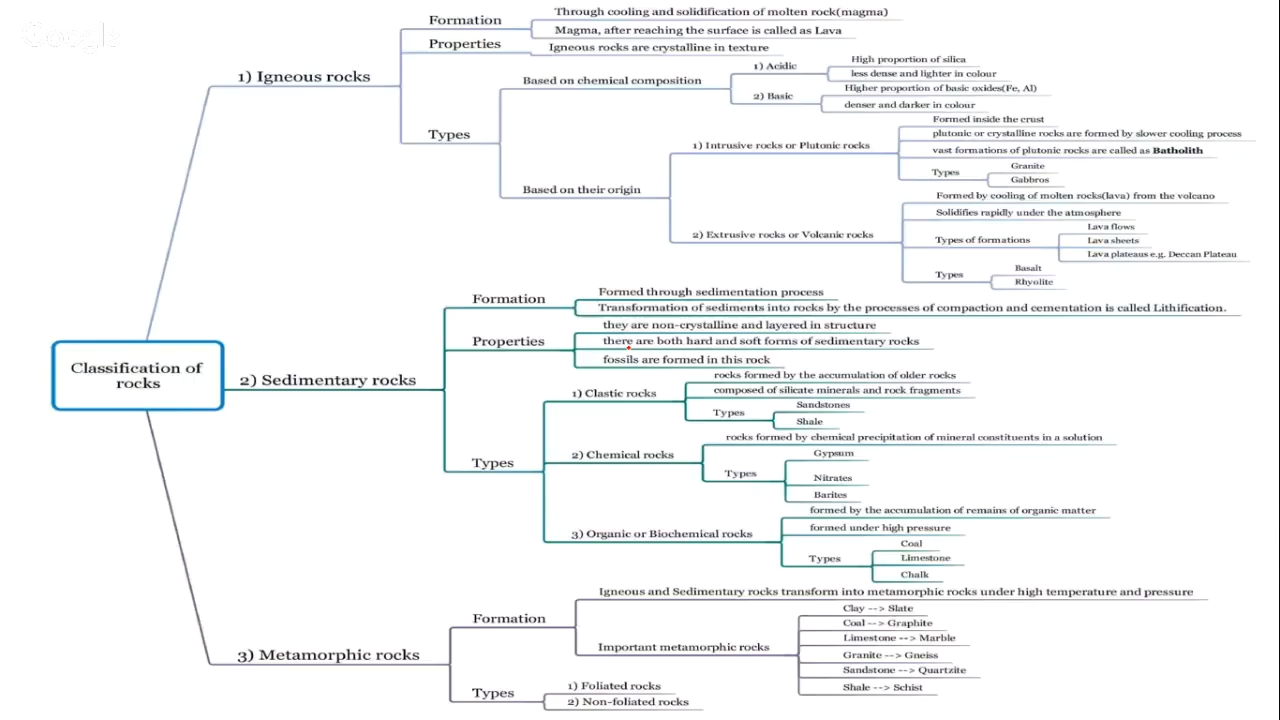 Google
Formation
Through cooling and solidification of molten rock(magma)
Magma, after reaching the surface is called as Lava
Properties
Igneous rocks are crystalline in texture
1) Igneous rocks
Types
Based on chemical composition
1) Acidic
High proportion of silica
less dense and lighter in colour
2) Basic
Higher proportion of basic oxides(Fe, Al)
denser and darker in colour
Based on their origin
1) Intrusive rocks or Plutonic rocks
Formed inside the crust
plutonic or crystalline rocks are formed by slower cooling process
vast formations of plutonic rocks are called as Batholith
Types
Granite
Gabbros
2) Extrusive rocks or Volcanic rocks
Formed by cooling of molten rocks(lava) from the volcano
Solidifies rapidly under the atmosphere
Types of formations
Lava flows
Lava sheets
Lava plateaus e.g. Deccan Plateau
Types
Basalt
Rhyolite
Classification of
rocks
2) Sedimentary rocks
Formation
Formed through sedimentation process
Transformation of sediments into rocks by the processes of compaction and cementation is called Lithification.
Properties
they are non-crystalline and layered in structure
there are both hard and soft forms of sedimentary rocks
fossils are formed in this rock
Types
1) Clastic rocks
rocks formed by the accumulation of older rocks
composed of silicate minerals and rock fragments
Types
Sandstones
Shale
2) Chemical rocks
rocks formed by chemical precipitation of mineral constituents in a solution
Types
Gypsum
Nitrates
Barites
3) Organic or Biochemical rocks
formed by the accumulation of remains of organic matter
formed under high pressure
Types
Coal
Limestone
Chalk
3) Metamorphic rocks
Formation
Igneous and Sedimentary rocks transform into metamorphic rocks under high temperature and pressure
Important metamorphic rocks
Clay --> Slate
Coal --> Graphite
Limestone --> Marble
Granite --> Gneiss
Sandstone --> Quartzite
Shale --> Schist
Types
1) Foliated rocks
2) Non-foliated rocks